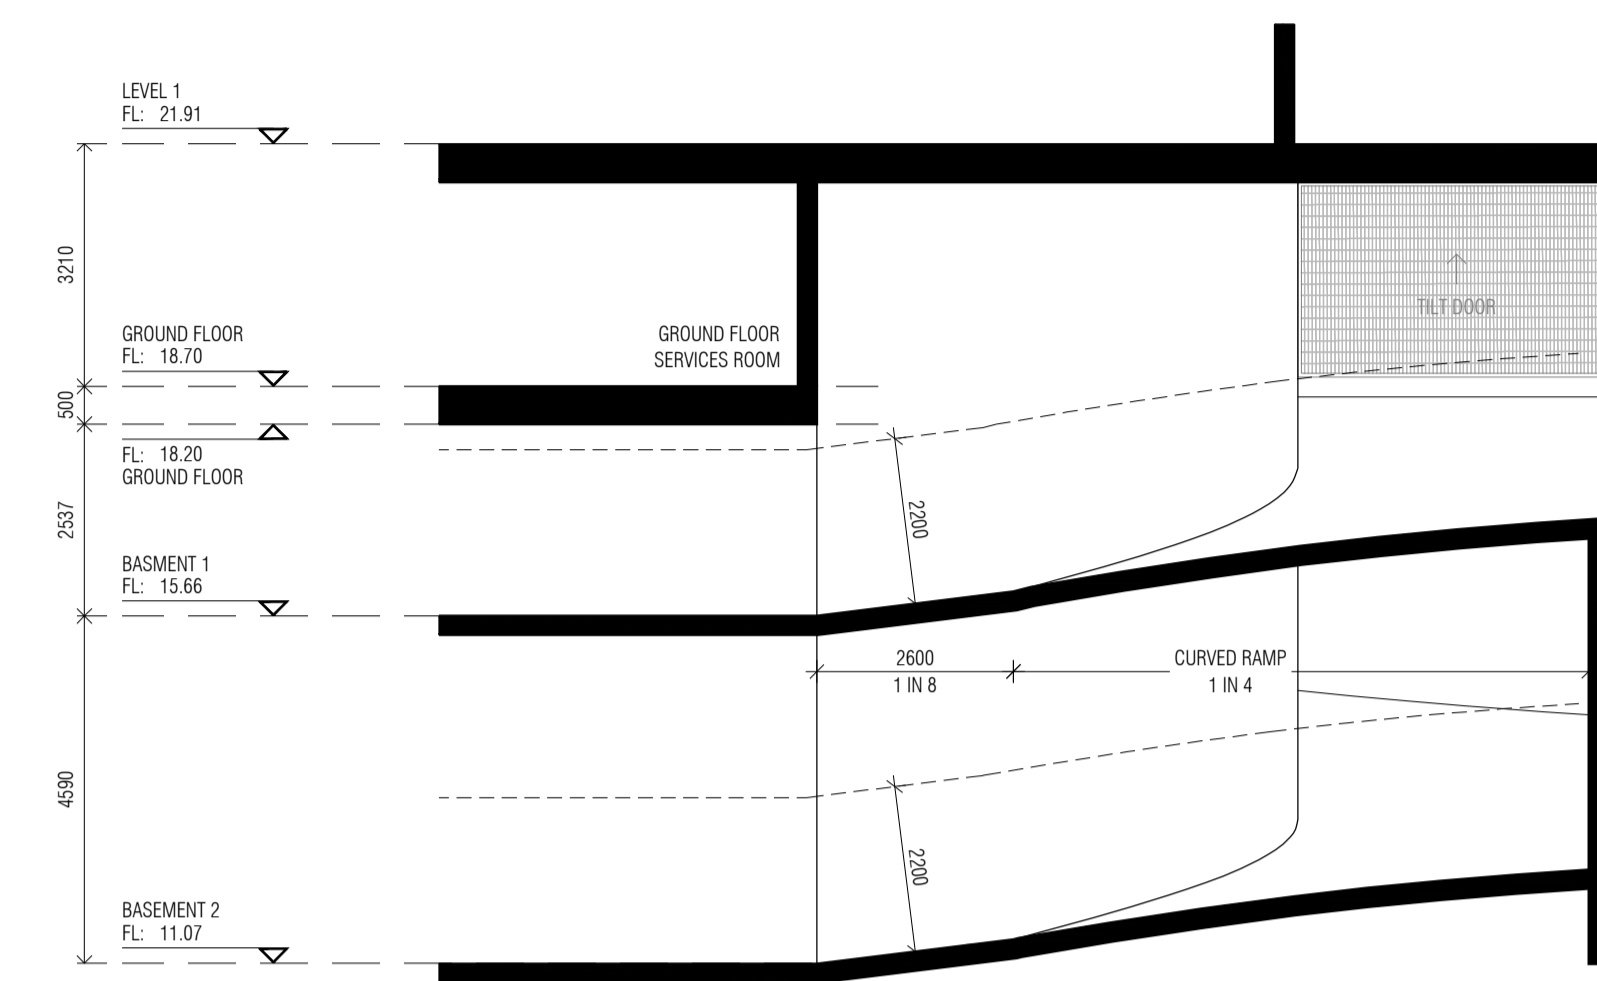 LEVEL 1
FL: 21.91
3210
GROUND FLOOR
FL: 18.70
GROUND FLOOR
SERVICES ROOM
TILT DOOR
500
FL: 18.20
GROUND FLOOR
2200
2537
BASMENT 1
FL: 15.66
2600
1 IN 8
CURVED RAMP
1 IN 4
4590
2200
BASEMENT 2
FL: 11.07